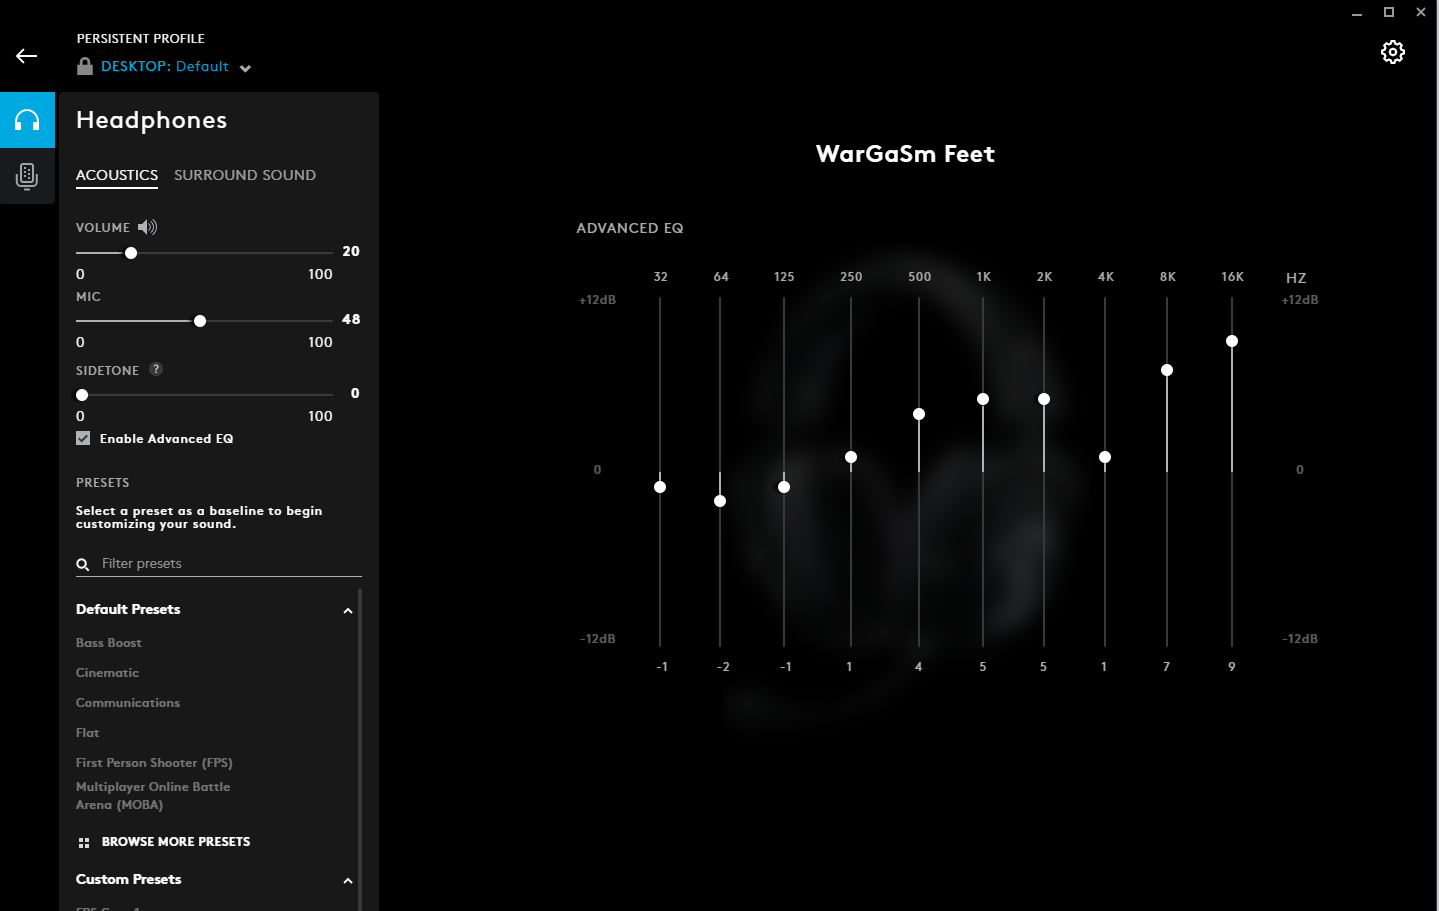 PERSISTENT PROFILE
DESKTOP: Default
Headphones
ACOUSTICS SURROUND SOUND
VOLUME
20
0 100
MIC
48
0 100
SIDETONE ?
0
0 100
Enable Advanced EQ
PRESETS
Select a preset as a baseline to begin
customizing your sound.
Filter presets
Default Presets
Bass Boost
Cinematic
Communications
Flat
First Person Shooter (FPS)
Multiplayer Online Battle
Arena (MOBA)
BROWSE MORE PRESETS
Custom Presets
WarGaSm Feet
ADVANCED EQ
32 64 125 250 500 1K 2K 4K 8K 16K HZ
+12dB +12dB
0 0
-12dB -12dB
-1 -2 -1 1 4 5 5 1 7 9